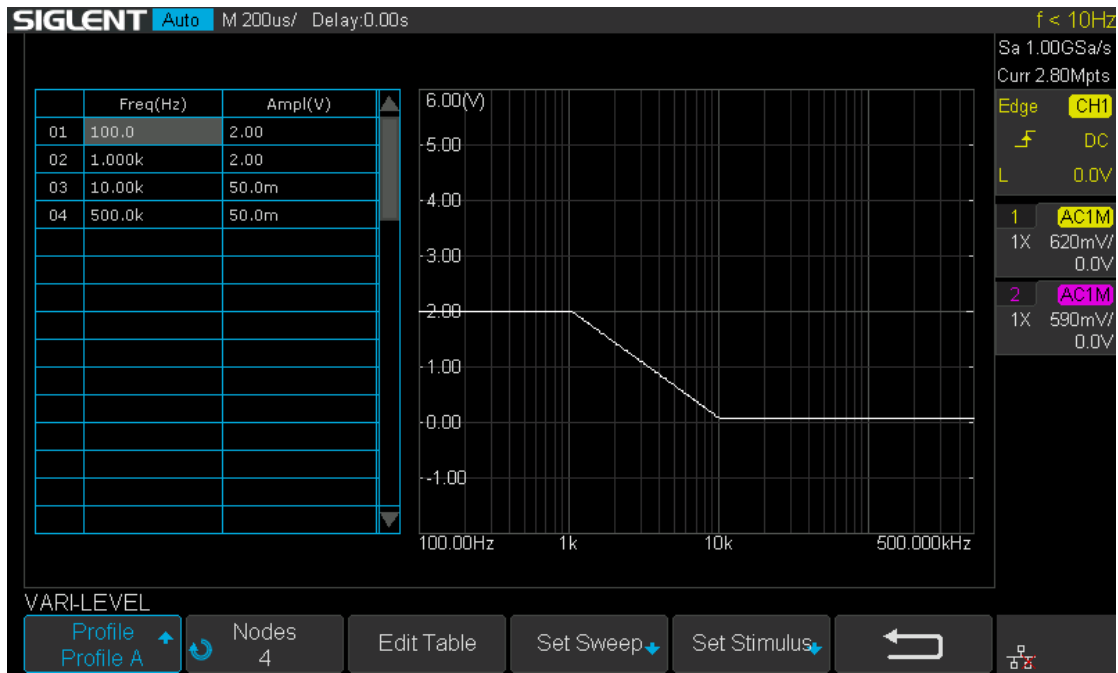 SIGLENT Auto M 200us/ Delay:0.00s f < 10Hz
Sa 1.00GSa/s
Curr 2.80Mpts
Edge CH1
DC
L 0.0V
1 AC1M
1X 620mV/
0.0V
2 AC1M
1X 590mV/
0.0V
Freq(Hz) Ampl(V)
01 100.0 2.00
02 1.000k 2.00
03 10.00k 50.0m
04 500.0k 50.0m
6.00(V)
5.00
4.00
3.00
2.00
1.00
0.00
-1.00
100.00Hz 1k 10k 500.000kHz
VARI-LEVEL
Profile
Profile A
Nodes
4
Edit Table
Set Sweep
Set Stimulus